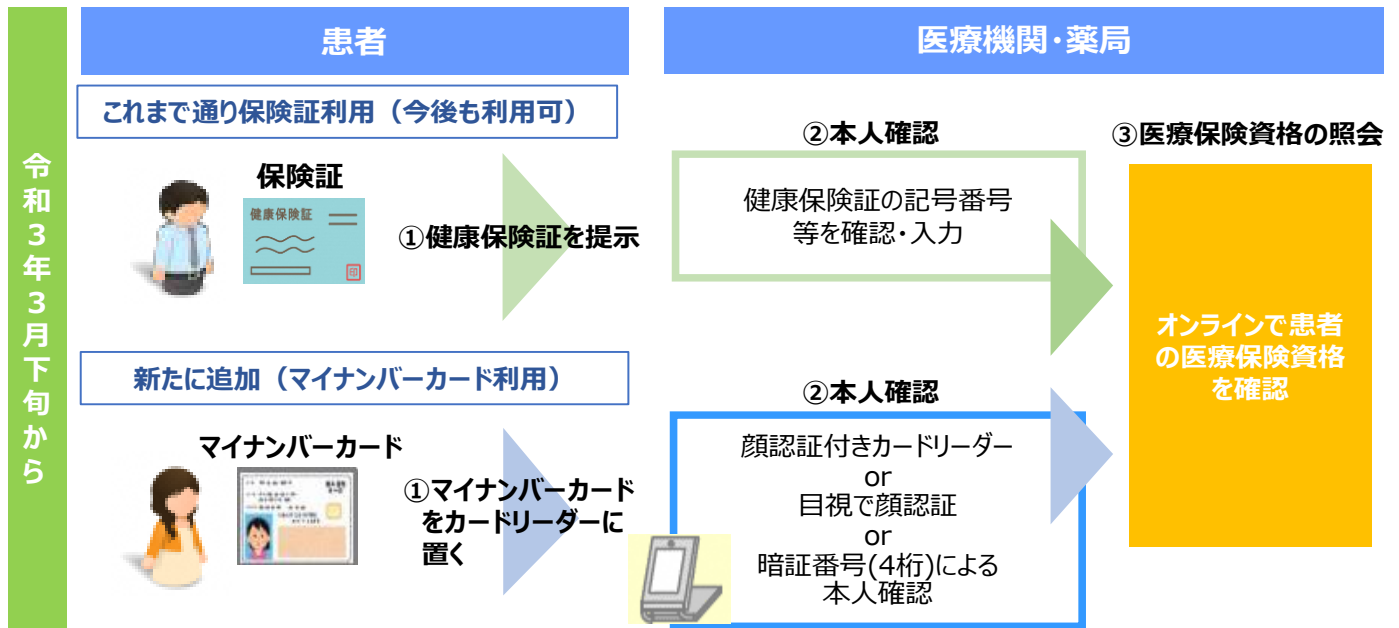 令和3年3月下旬から
患者
医療機関・薬局
これまで通り保険証利用（今後も利用可）
保険証
健康保険証
印
①健康保険証を提示
②本人確認
健康保険証の記号番号
等を確認・入力
③医療保険資格の照会
オンラインで患者
の医療保険資格
を確認
新たに追加（マイナンバーカード利用）
マイナンバーカード
①マイナンバーカード
をカードリーダーに
置く
②本人確認
顔認証付きカードリーダー
or
目視で顔認証
or
暗証番号(4桁)による
本人確認